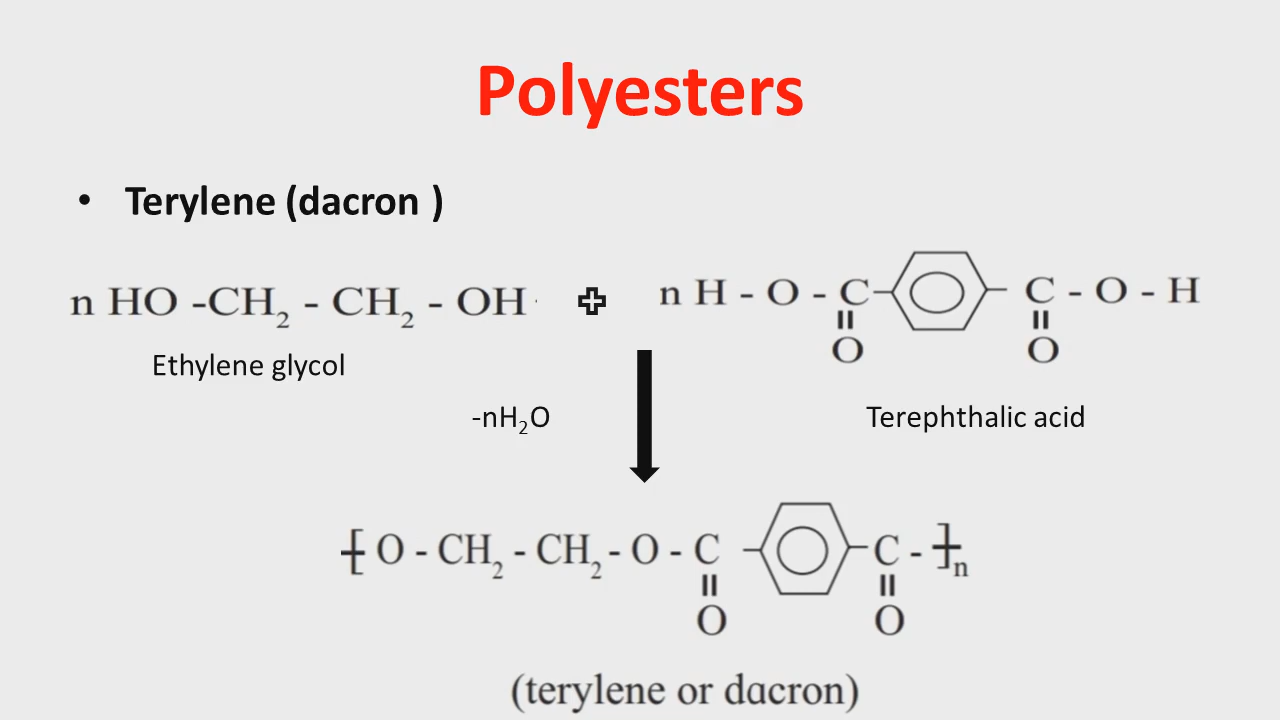 Polyesters
• Terylene (dacron )
n HO -CH₂ - CH₂ - OH + n H - O - C C - O - H
O O
Ethylene glycol
-nH₂O Terephthalic acid
[ O - CH₂ - CH₂ - O - C C - ]n
O O
(terylene or dacron)